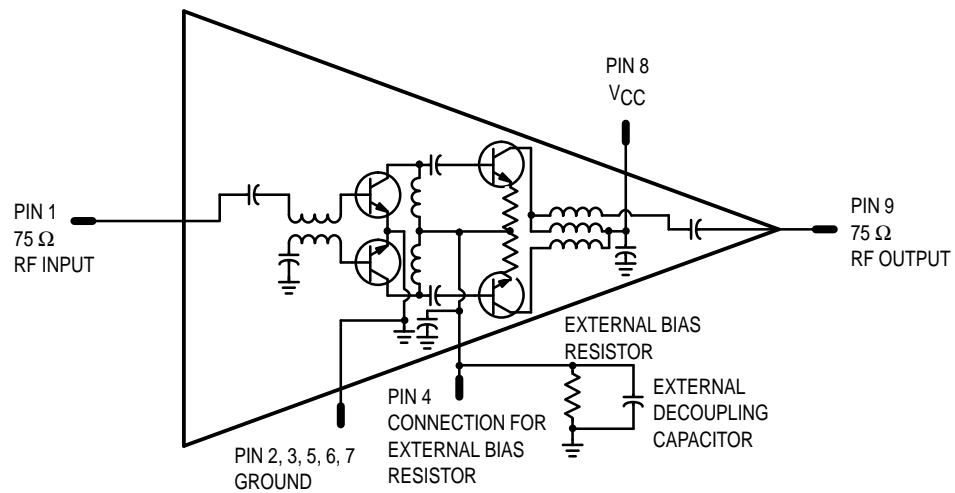 PIN 8
VCC
PIN 1
75 Ω
RF INPUT
PIN 9
75 Ω
RF OUTPUT
EXTERNAL BIAS
RESISTOR
PIN 4
CONNECTION FOR
EXTERNAL BIAS
RESISTOR
EXTERNAL
DECOUPLING
CAPACITOR
PIN 2, 3, 5, 6, 7
GROUND